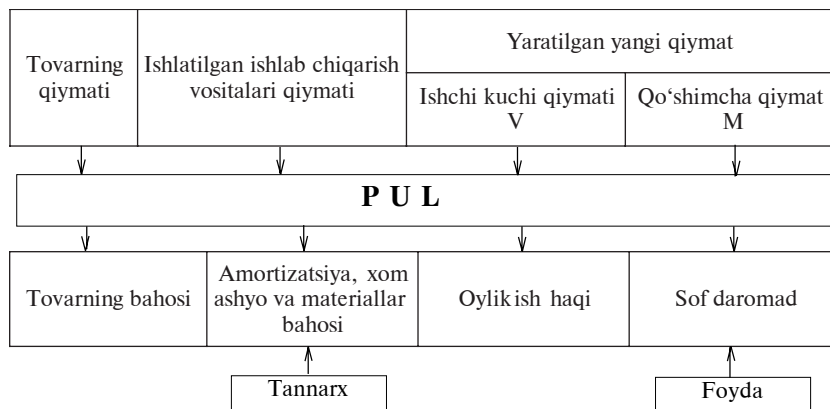 Tovarning
qiymati
Ishlatilgan ishlab chiqarish
vositalari qiymati
Yaratilgan yangi qiymat
Ishchi kuchi qiymati
V
Qo‘shimcha qiymat
M
P U L
Tovarning bahosi
Amortizatsiya, xom
ashyo va materiallar
bahosi
Oylik ish haqi
Sof daromad
Tannarx
Foyda